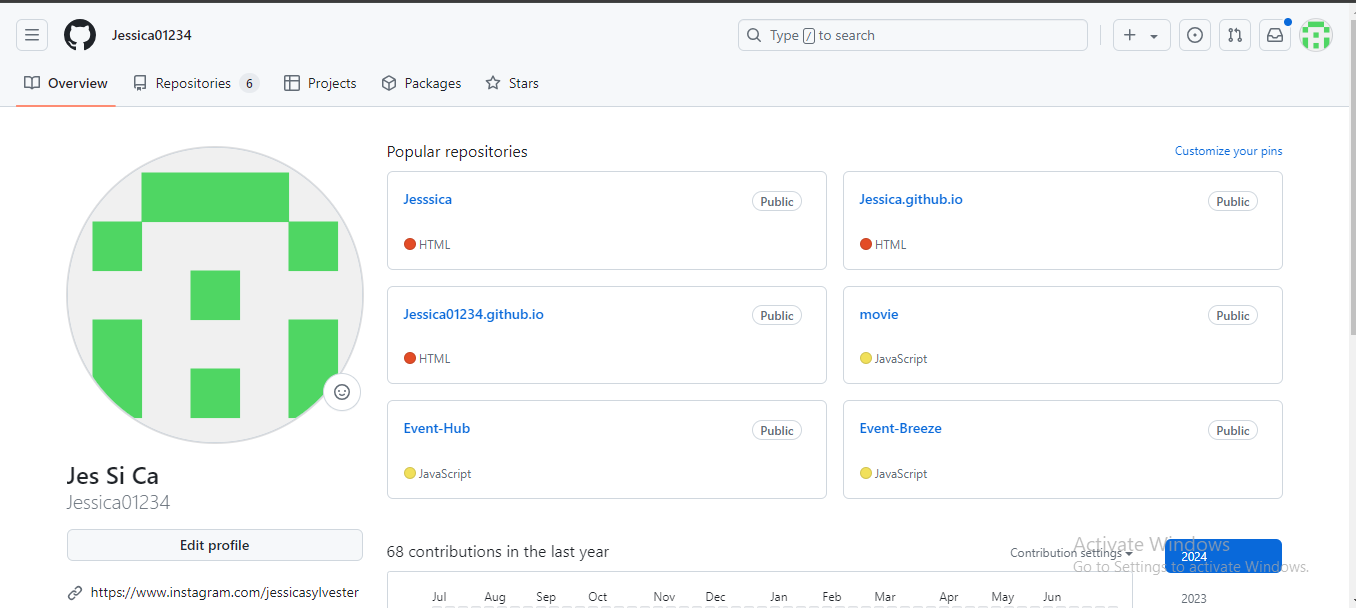 Jessica01234
Type / to search
Overview Repositories 6 Projects Packages Stars
Popular repositories Customize your pins
Jesssica Public
HTML
Jessica.github.io Public
HTML
Jessica01234.github.io Public
HTML
movie Public
JavaScript
Event-Hub Public
JavaScript
Event-Breeze Public
JavaScript
Jes Si Ca
Jessica01234
Edit profile
https://www.instagram.com/jessicasylvester
68 contributions in the last year
Contribution settings
2024
2023
Jul Aug Sep Oct Nov Dec Jan Feb Mar Apr May Jun
Activate Windows
Go to Settings to activate Windows.